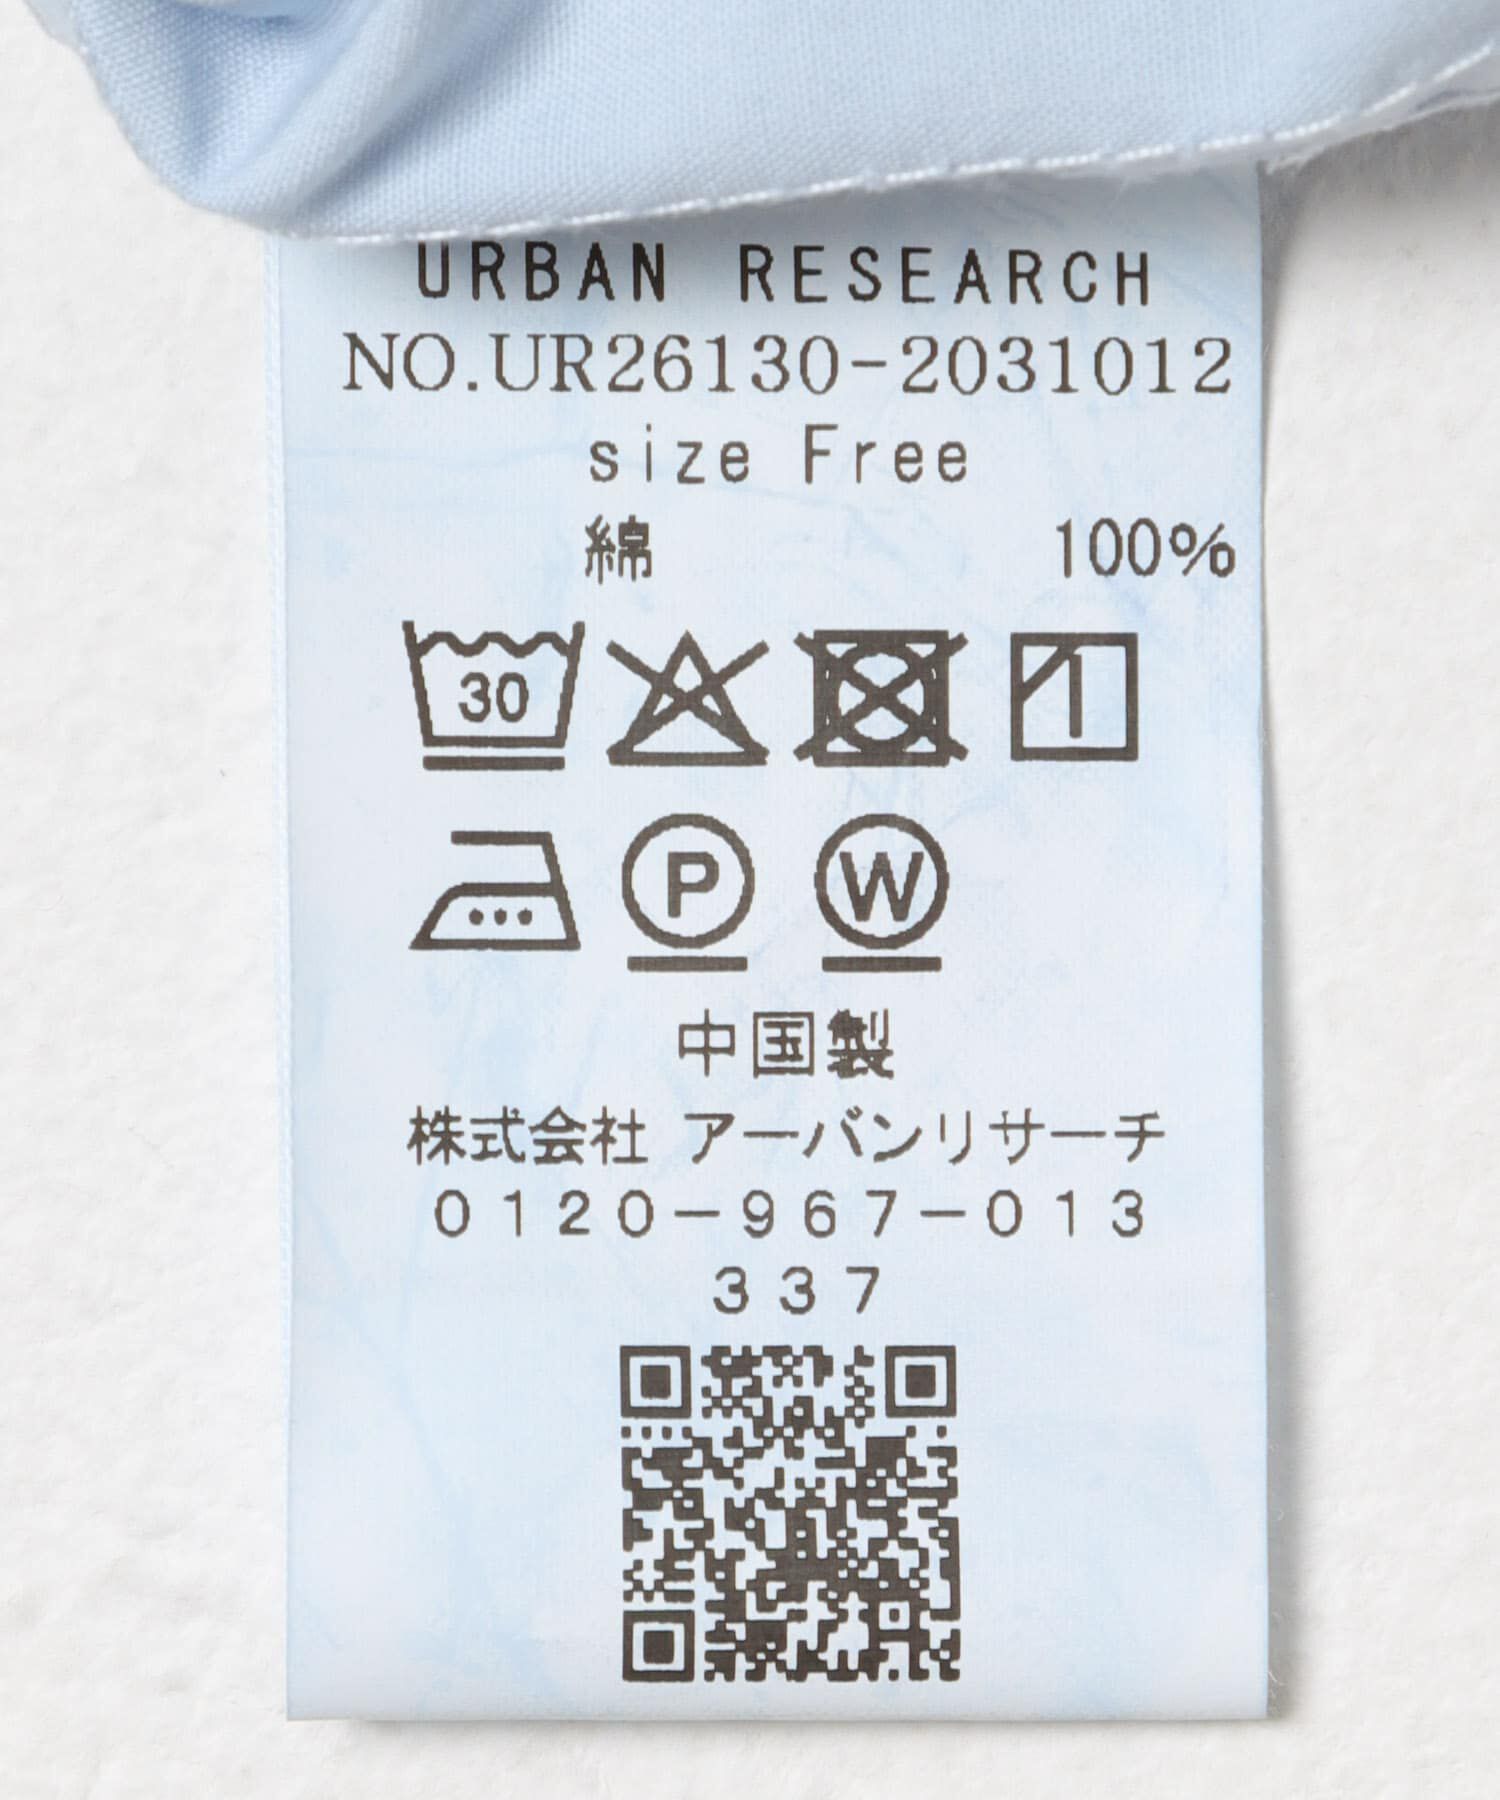 URBAN RESEARCH
NO.UR26130-2031012
size Free
綿 100%
30
P W
中国製
株式会社 アーバンリサーチ
0120-967-013
337